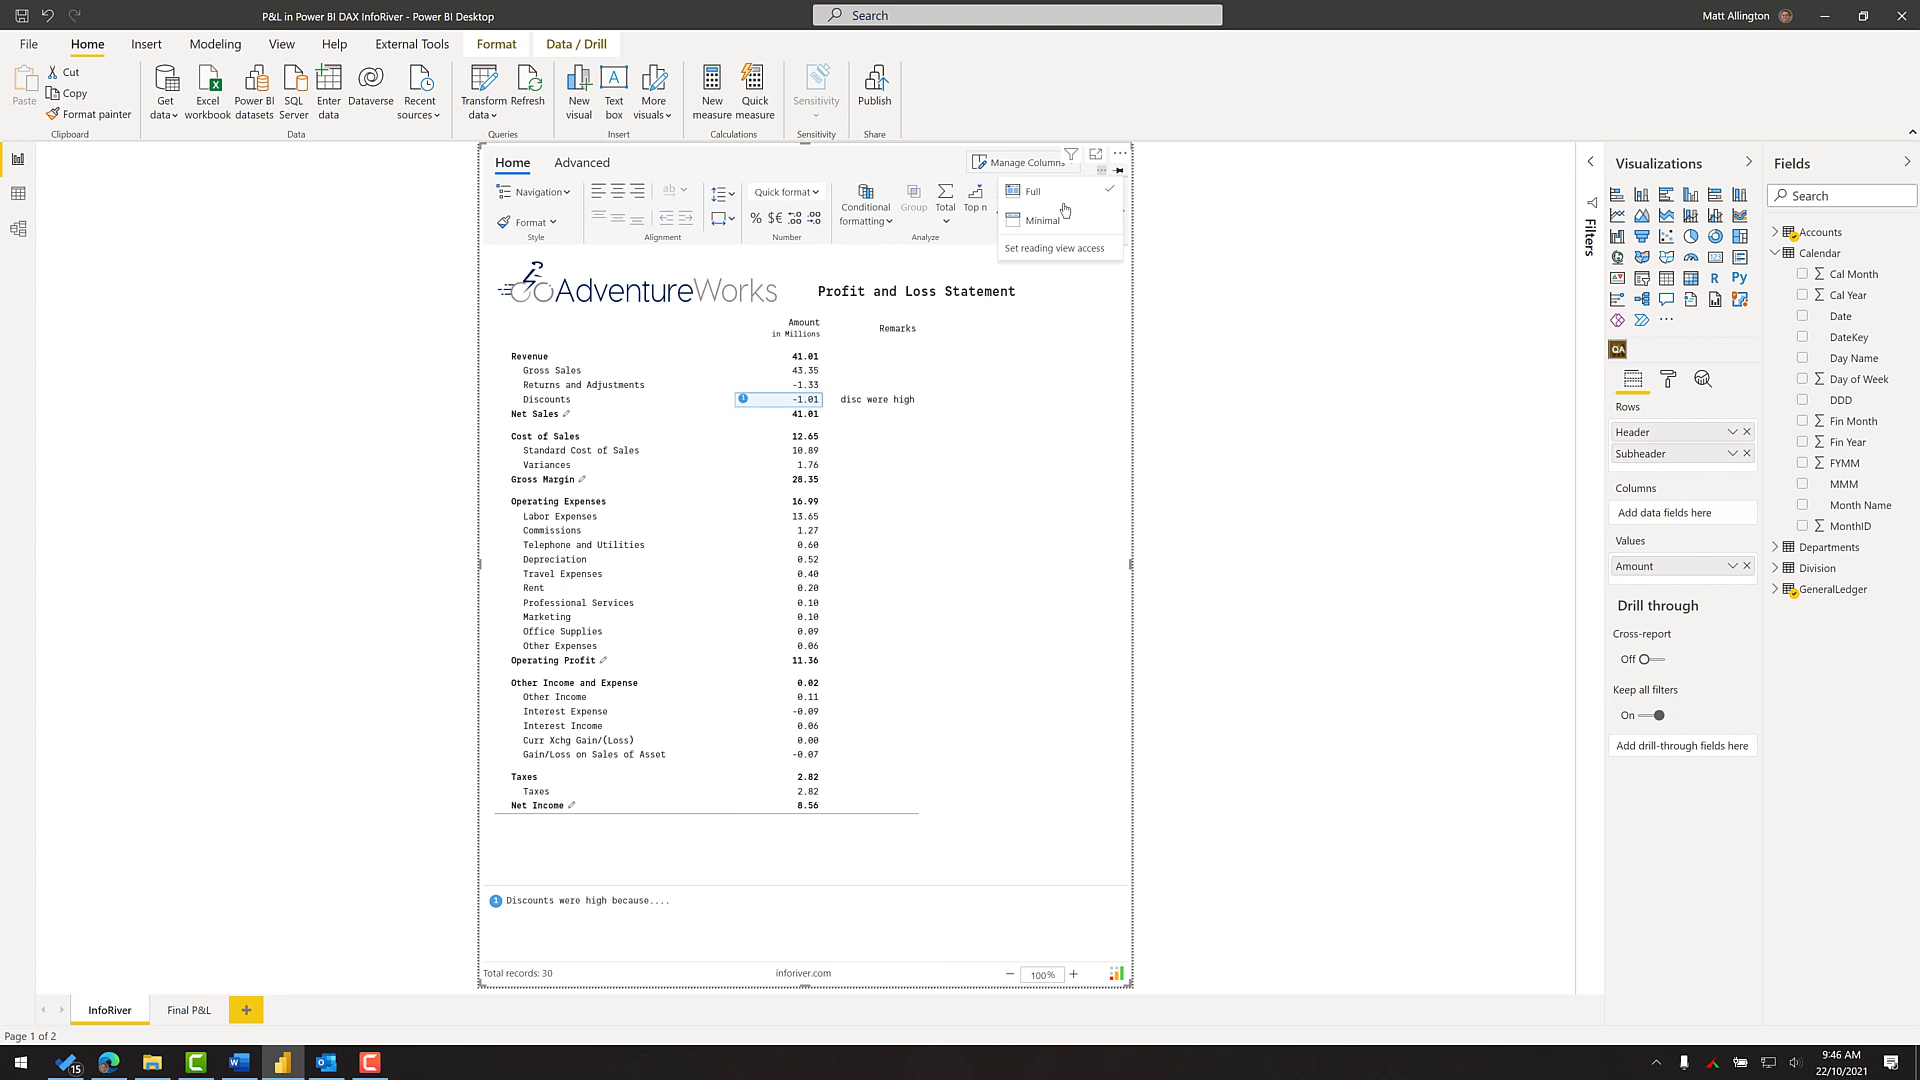 P&L in Power BI DAX InfoRiver - Power BI Desktop
Search
Matt Allington
File
Home
Insert
Modeling
View
Help
External Tools
Format
Data / Drill
Paste
Cut
Copy
Format painter
Clipboard
Get data
Excel workbook
Power BI datasets
SQL Server
Enter data
Dataverse
Recent sources
Data
Transform data
Refresh
Queries
New visual
Text box
More visuals
Insert
New measure
Quick measure
Calculations
Sensitivity
Sensitivity
Publish
Share
Home
Advanced
Manage Columns
Navigation
Format
Style
ab
Alignment
Quick format
% $€ .00 .00
Number
Conditional formatting
Group
Total
Top n
Analyze
Full
Minimal
Set reading view access
AdventureWorks
Profit and Loss Statement
Amount
in Millions
Remarks
Revenue 41.01
Gross Sales 43.35
Returns and Adjustments -1.33
Discounts 1 -1.01 disc were high
Net Sales 41.01
Cost of Sales 12.65
Standard Cost of Sales 10.89
Variances 1.76
Gross Margin 28.35
Operating Expenses 16.99
Labor Expenses 13.65
Commissions 1.27
Telephone and Utilities 0.60
Depreciation 0.52
Travel Expenses 0.40
Rent 0.20
Professional Services 0.10
Marketing 0.10
Office Supplies 0.09
Other Expenses 0.06
Operating Profit 11.36
Other Income and Expense 0.02
Other Income 0.11
Interest Expense -0.09
Interest Income 0.06
Curr Xchg Gain/(Loss) 0.00
Gain/Loss on Sales of Asset -0.07
Taxes 2.82
Taxes 2.82
Net Income 8.56
1 Discounts were high because....
Total records: 30
inforiver.com
100%
Filters
Visualizations
R
Py
123
QA
Rows
Header
Subheader
Columns
Add data fields here
Values
Amount
Drill through
Cross-report
Off
Keep all filters
On
Add drill-through fields here
Fields
Search
Accounts
Calendar
Cal Month
Cal Year
Date
DateKey
Day Name
Day of Week
DDD
Fin Month
Fin Year
FYMM
MMM
Month Name
MonthID
Departments
Division
GeneralLedger
InfoRiver
Final P&L
Page 1 of 2
15
9:46 AM
22/10/2021